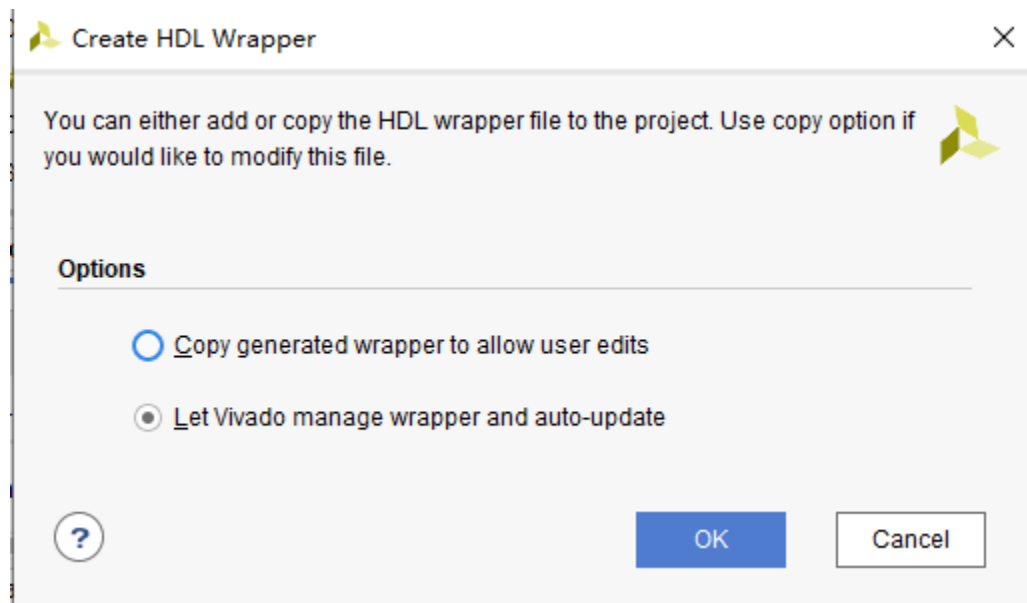 Create HDL Wrapper
You can either add or copy the HDL wrapper file to the project. Use copy option if
you would like to modify this file.
Options
Copy generated wrapper to allow user edits
Let Vivado manage wrapper and auto-update
?
OK
Cancel